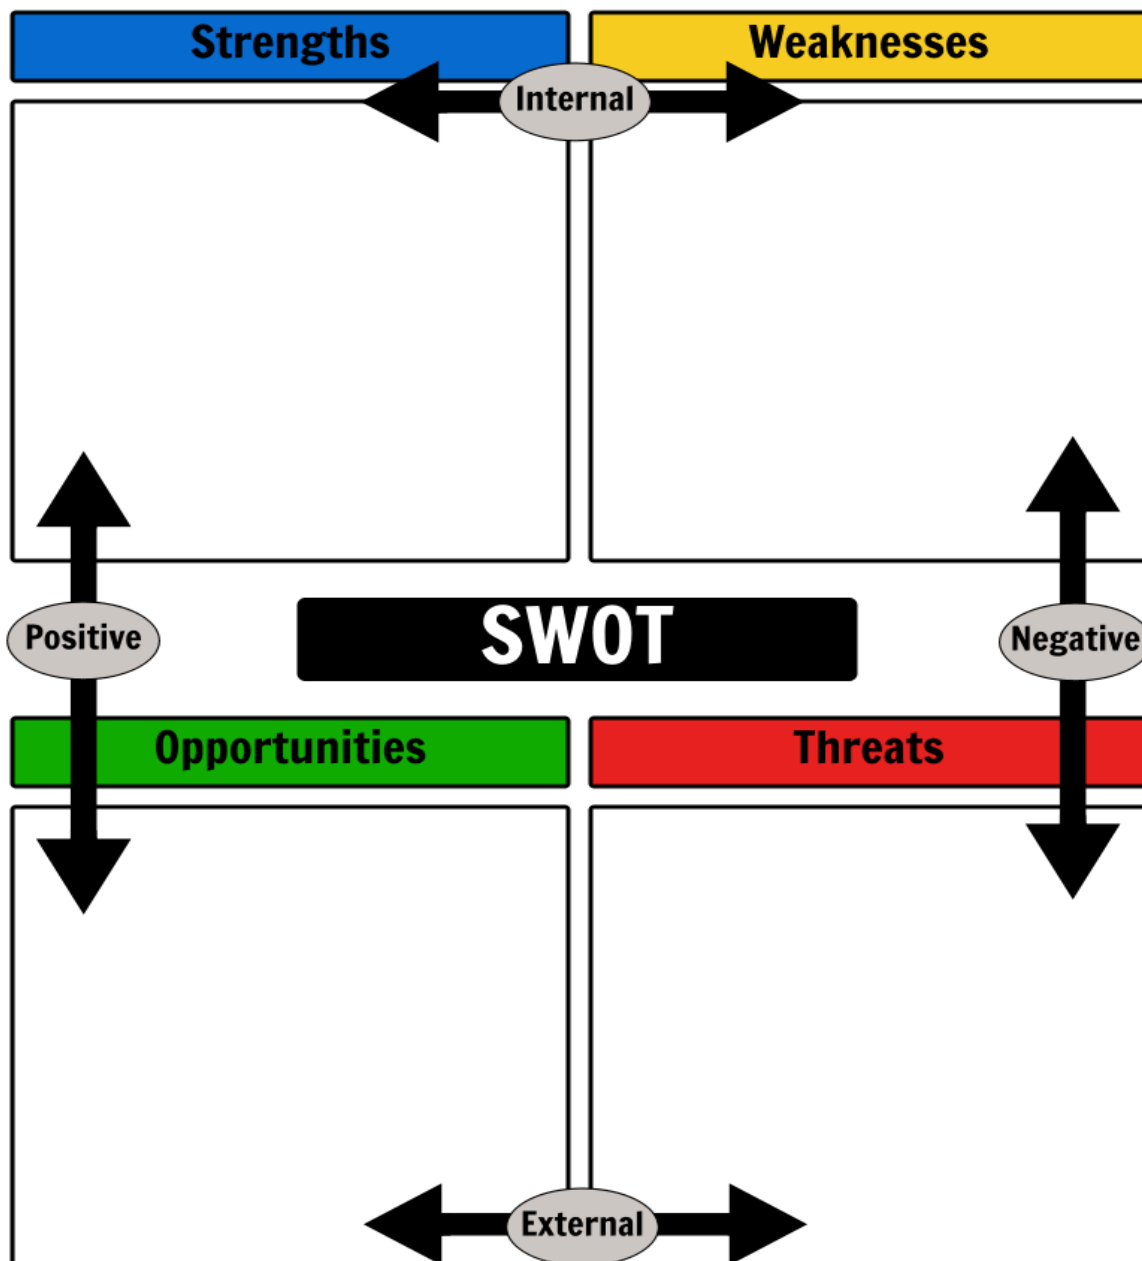 Strengths
Weaknesses
Internal
Positive
SWOT
Negative
Opportunities
Threats
External